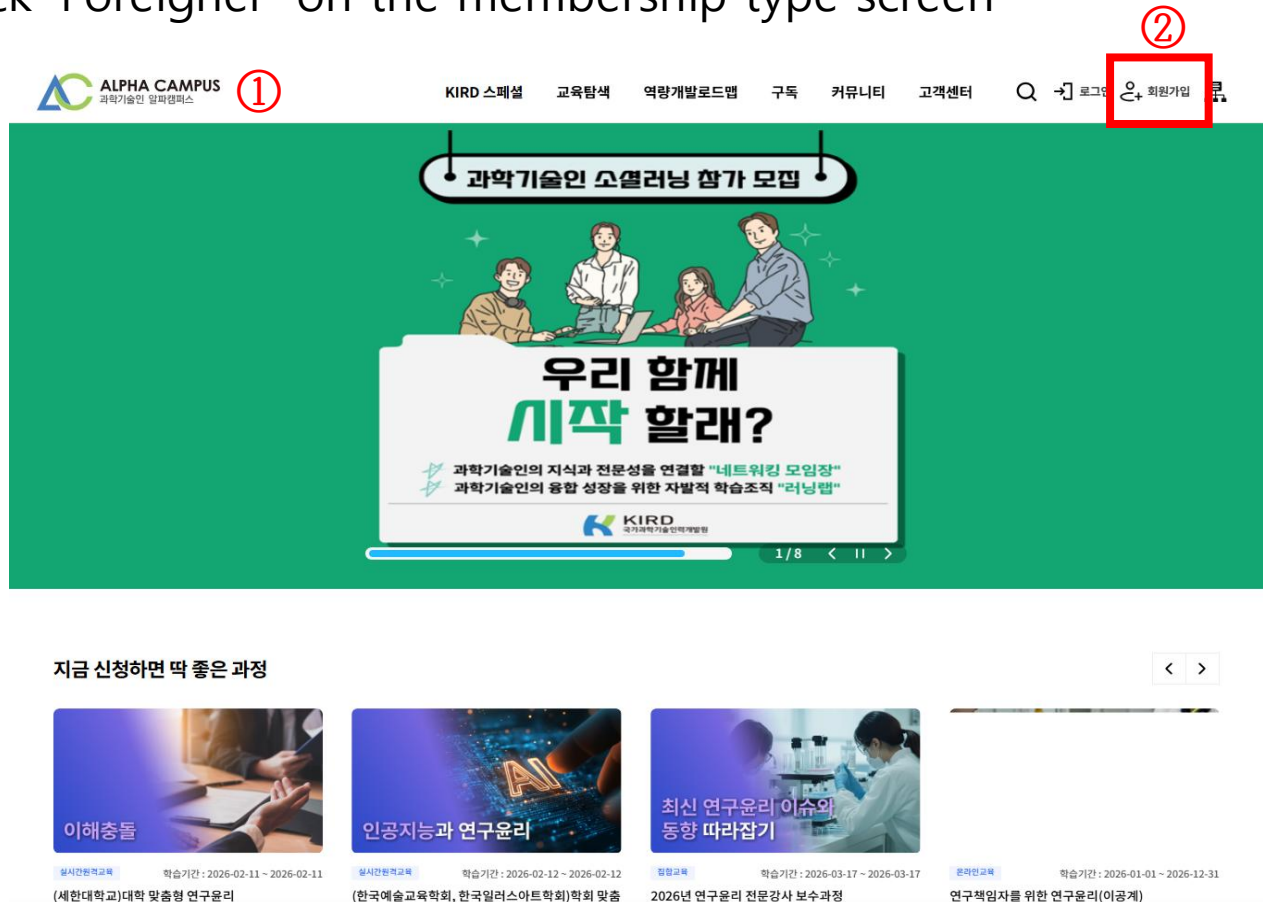 ck "Foreigner" on the membership type screen
②
ALPHA CAMPUS
과학기술인 알파캠퍼스
①
KIRD 스페셜 교육탐색 역량개발로드맵 구독 커뮤니티 고객센터 로그인 회원가입
과학기술인 소셜러닝 참가 모집
우리 함께
시작 할래?
과학기술인의 지식과 전문성을 연결할 "네트워킹 모임장"
과학기술인의 융합 성장을 위한 자발적 학습조직 "러닝랩"
KIRD
국가과학기술인력개발원
1/8
지금 신청하면 딱 좋은 과정
이해충돌
인공지능과 연구윤리
최신 연구윤리 이슈와
동향 따라잡기
실시간원격교육 학습기간 : 2026-02-11 ~ 2026-02-11
(세한대학교)대학 맞춤형 연구윤리
실시간원격교육 학습기간 : 2026-02-12 ~ 2026-02-12
(한국예술교육학회, 한국일러스아트학회)학회 맞춤
집합교육 학습기간 : 2026-03-17 ~ 2026-03-17
2026년 연구윤리 전문강사 보수과정
온라인교육 학습기간 : 2026-01-01 ~ 2026-12-31
연구책임자를 위한 연구윤리(이공계)